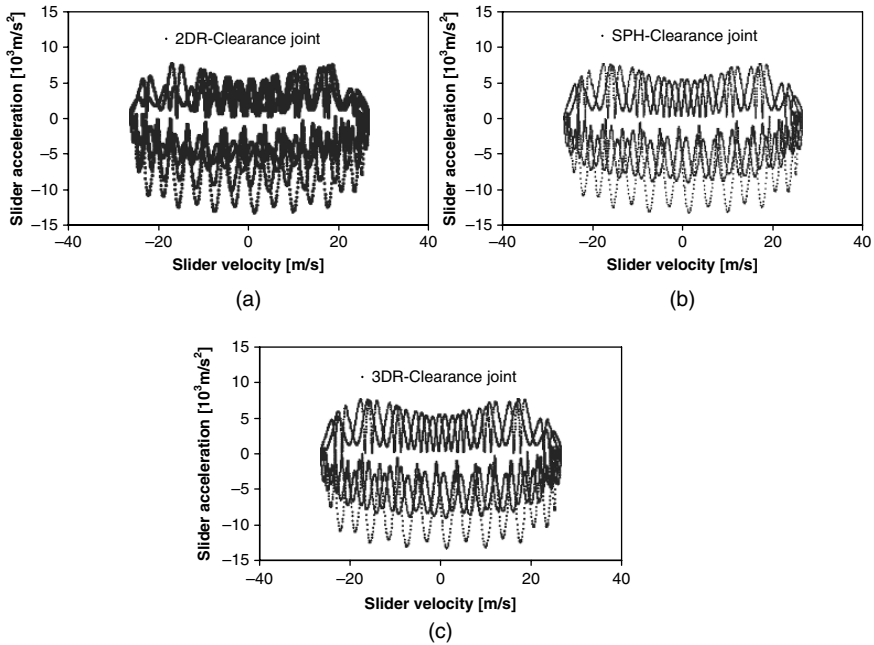 15
10
5
0
−5
−10
−15
Slider acceleration [10³m/s²]
2DR-Clearance joint
−40 −20 0 20 40
Slider velocity [m/s]
(a)
15
10
5
0
−5
−10
−15
Slider acceleration [10³m/s²]
SPH-Clearance joint
−40 −20 0 20 40
Slider velocity [m/s]
(b)
15
10
5
0
−5
−10
−15
Slider acceleration [10³m/s²]
3DR-Clearance joint
−40 −20 0 20 40
Slider velocity [m/s]
(c)